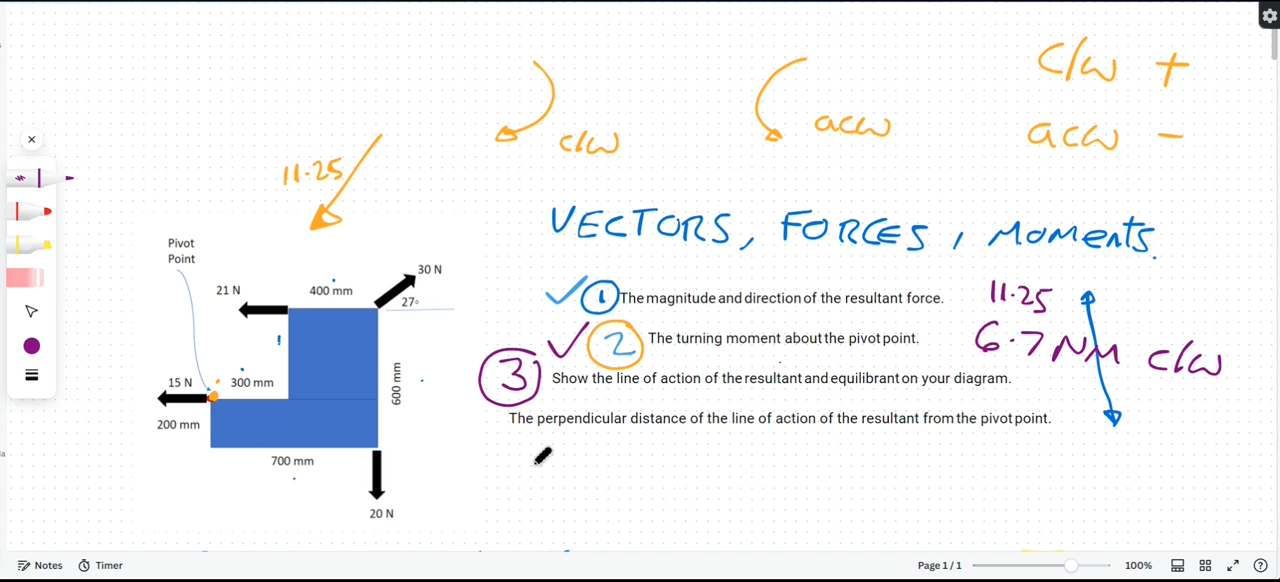 c/w +
acw -
c/w
acw
11.25
VECTORS, FORCES, Moments.
Pivot
Point
30 N
21 N
400 mm
27°
1 The magnitude and direction of the resultant force.
11.25
2 The turning moment about the pivot point.
6.7 NM c/w
3 Show the line of action of the resultant and equilibrant on your diagram.
15 N
300 mm
600 mm
The perpendicular distance of the line of action of the resultant from the pivot point.
200 mm
700 mm
20 N
Notes
Timer
Page 1 / 1
100%